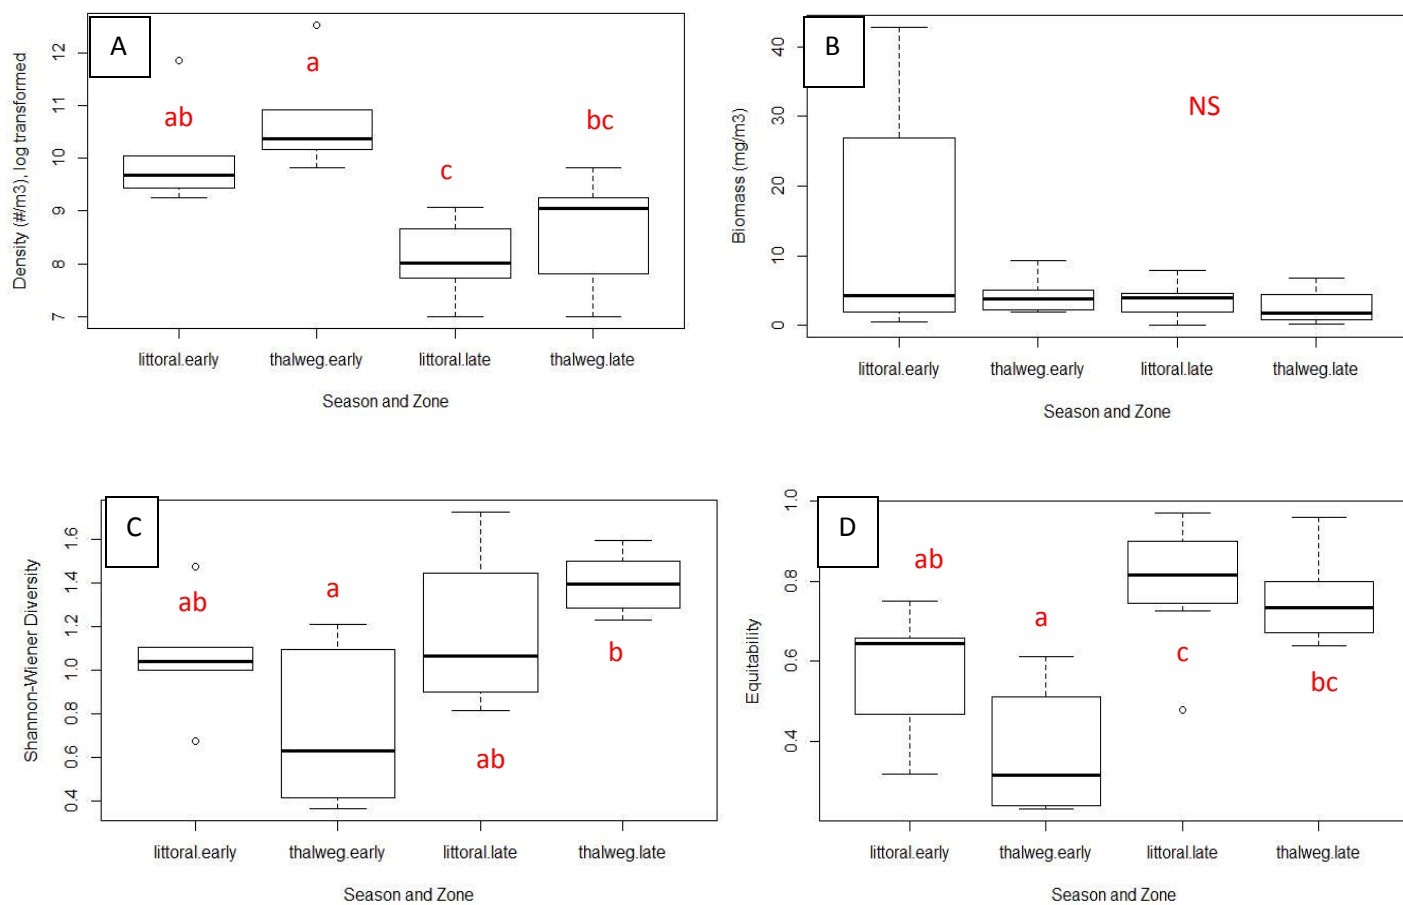 A
Density (#/m3), log transformed
12
11
10
9
8
7
ab
a
c
bc
littoral.early thalweg.early littoral.late thalweg.late
Season and Zone
B
Biomass (mg/m3)
40
30
20
10
0
NS
littoral.early thalweg.early littoral.late thalweg.late
Season and Zone
C
Shannon-Wiener Diversity
1.6
1.4
1.2
1.0
0.8
0.6
0.4
ab
a
ab
b
littoral.early thalweg.early littoral.late thalweg.late
Season and Zone
D
Equitability
1.0
0.8
0.6
0.4
ab
a
c
bc
littoral.early thalweg.early littoral.late thalweg.late
Season and Zone